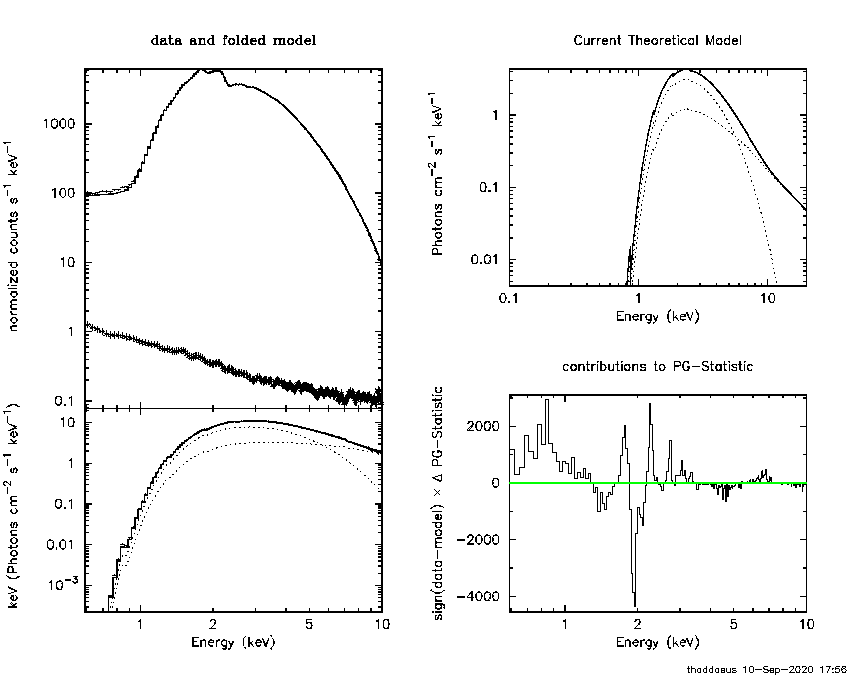 data and folded model
normalized counts s⁻¹ keV⁻¹
1000
100
10
1
0.1
keV (Photons cm⁻² s⁻¹ keV⁻¹)
10
1
0.1
0.01
10⁻³
1 2 5 10
Energy (keV)
Current Theoretical Model
Photons cm⁻² s⁻¹ keV⁻¹
1
0.1
0.01
0.1 1 10
Energy (keV)
contributions to PG-Statistic
sign(data-model) × Δ PG-Statistic
2000
0
-2000
-4000
1 2 5 10
Energy (keV)
thaddaeus 10-Sep-2020 17:56